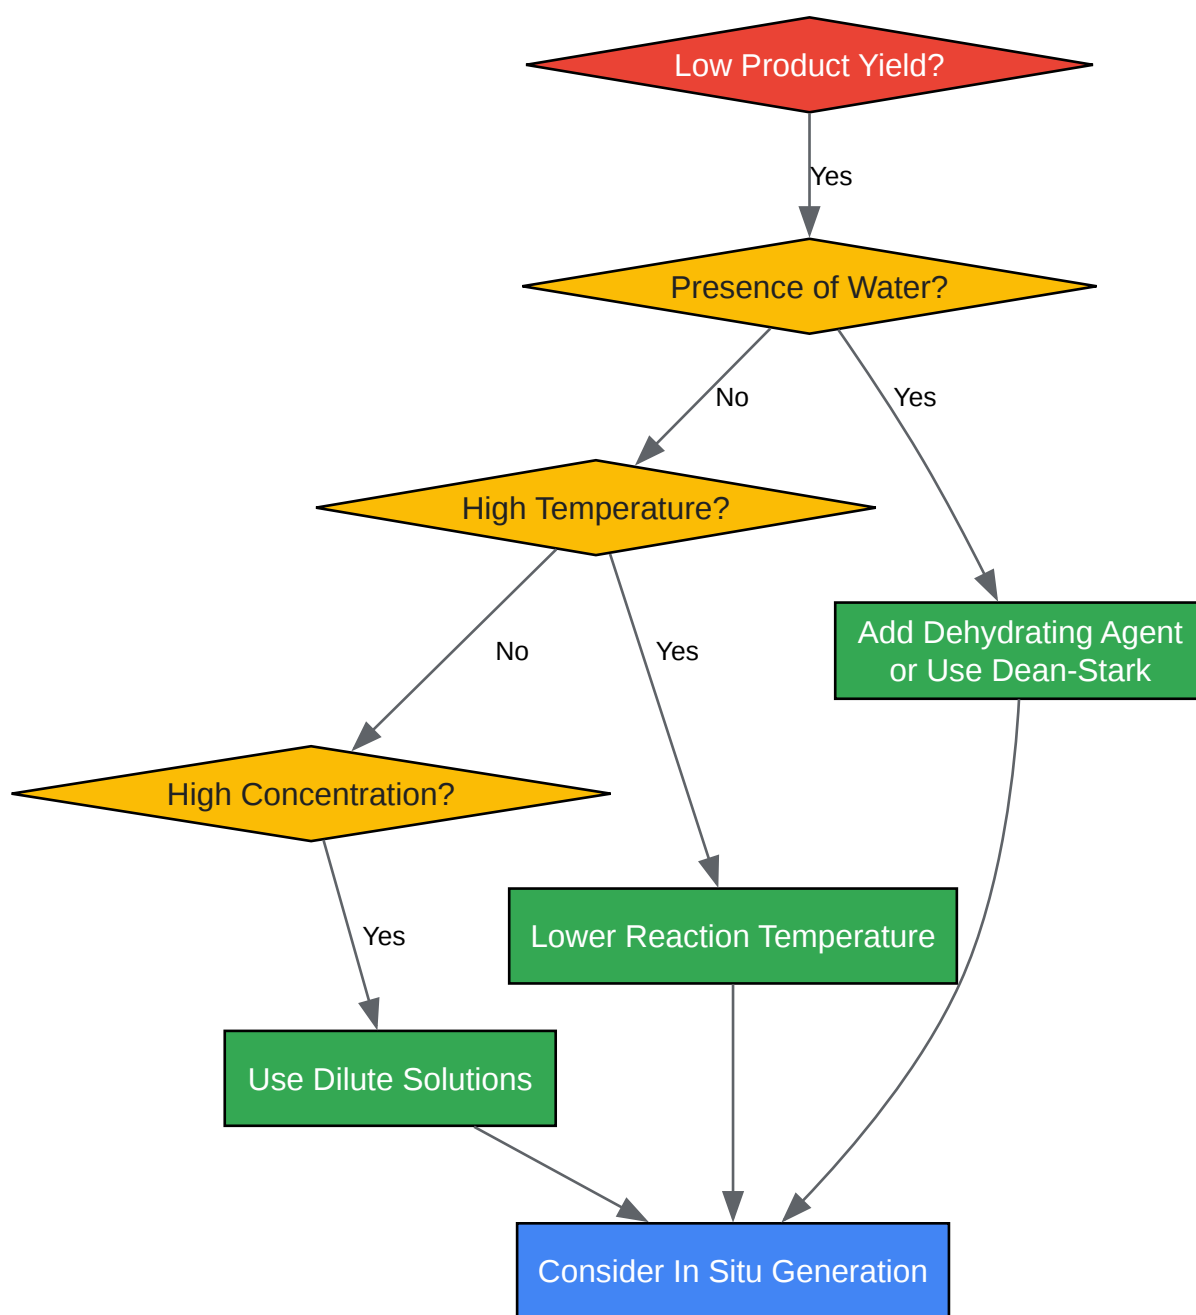 Low Product Yield?
Yes
Presence of Water?
No
Yes
High Temperature?
No
Yes
Add Dehydrating Agent
or Use Dean-Stark
High Concentration?
Yes
Lower Reaction Temperature
Use Dilute Solutions
Consider In Situ Generation